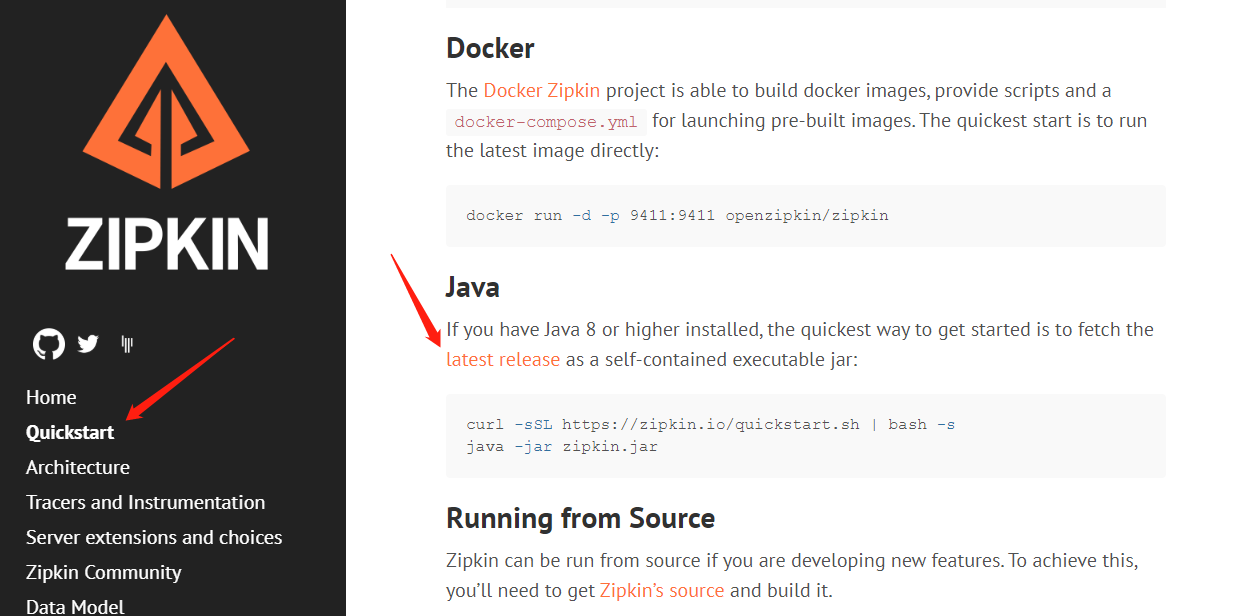 ZIPKIN
Home
Quickstart
Architecture
Tracers and Instrumentation
Server extensions and choices
Zipkin Community
Data Model
Docker
The Docker Zipkin project is able to build docker images, provide scripts and a
docker-compose.yml for launching pre-built images. The quickest start is to run
the latest image directly:
docker run -d -p 9411:9411 openzipkin/zipkin
Java
If you have Java 8 or higher installed, the quickest way to get started is to fetch the
latest release as a self-contained executable jar:
curl -sSL https://zipkin.io/quickstart.sh | bash -s
java -jar zipkin.jar
Running from Source
Zipkin can be run from source if you are developing new features. To achieve this,
you’ll need to get Zipkin’s source and build it.